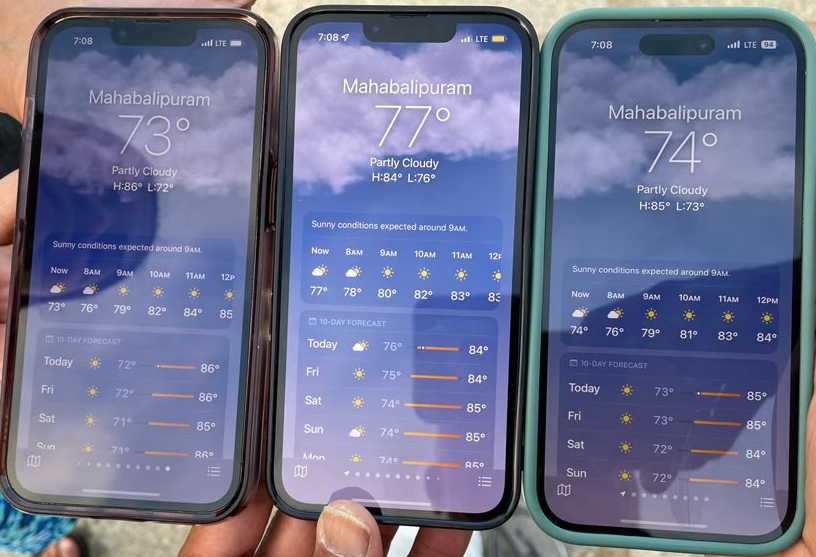 7:08
LTE
Mahabalipuram
73°
Partly Cloudy
H:86° L:72°
Sunny conditions expected around 9AM.
Now 8AM 9AM 10AM 11AM 12P
73° 76° 79° 82° 84° 85
10-DAY FORECAST
Today 72° 86°
Fri 72° 86°
Sat 71° 85°
Sun 71° 86°
7:08
LTE
Mahabalipuram
77°
Partly Cloudy
H:84° L:76°
Sunny conditions expected around 9AM.
Now 8AM 9AM 10AM 11AM
77° 78° 80° 82° 83° 83
10-DAY FORECAST
Today 76° 84°
Fri 75° 84°
Sat 74° 85°
Sun 74° 85°
Mon 74° 85°
7:08
LTE 94
Mahabalipuram
74°
Partly Cloudy
H:85° L:73°
Sunny conditions expected around 9AM.
Now 8AM 9AM 10AM 11AM 12PM
74° 76° 79° 81° 83° 84°
10-DAY FORECAST
Today 73° 85°
Fri 73° 85°
Sat 72° 84°
Sun 72° 84°